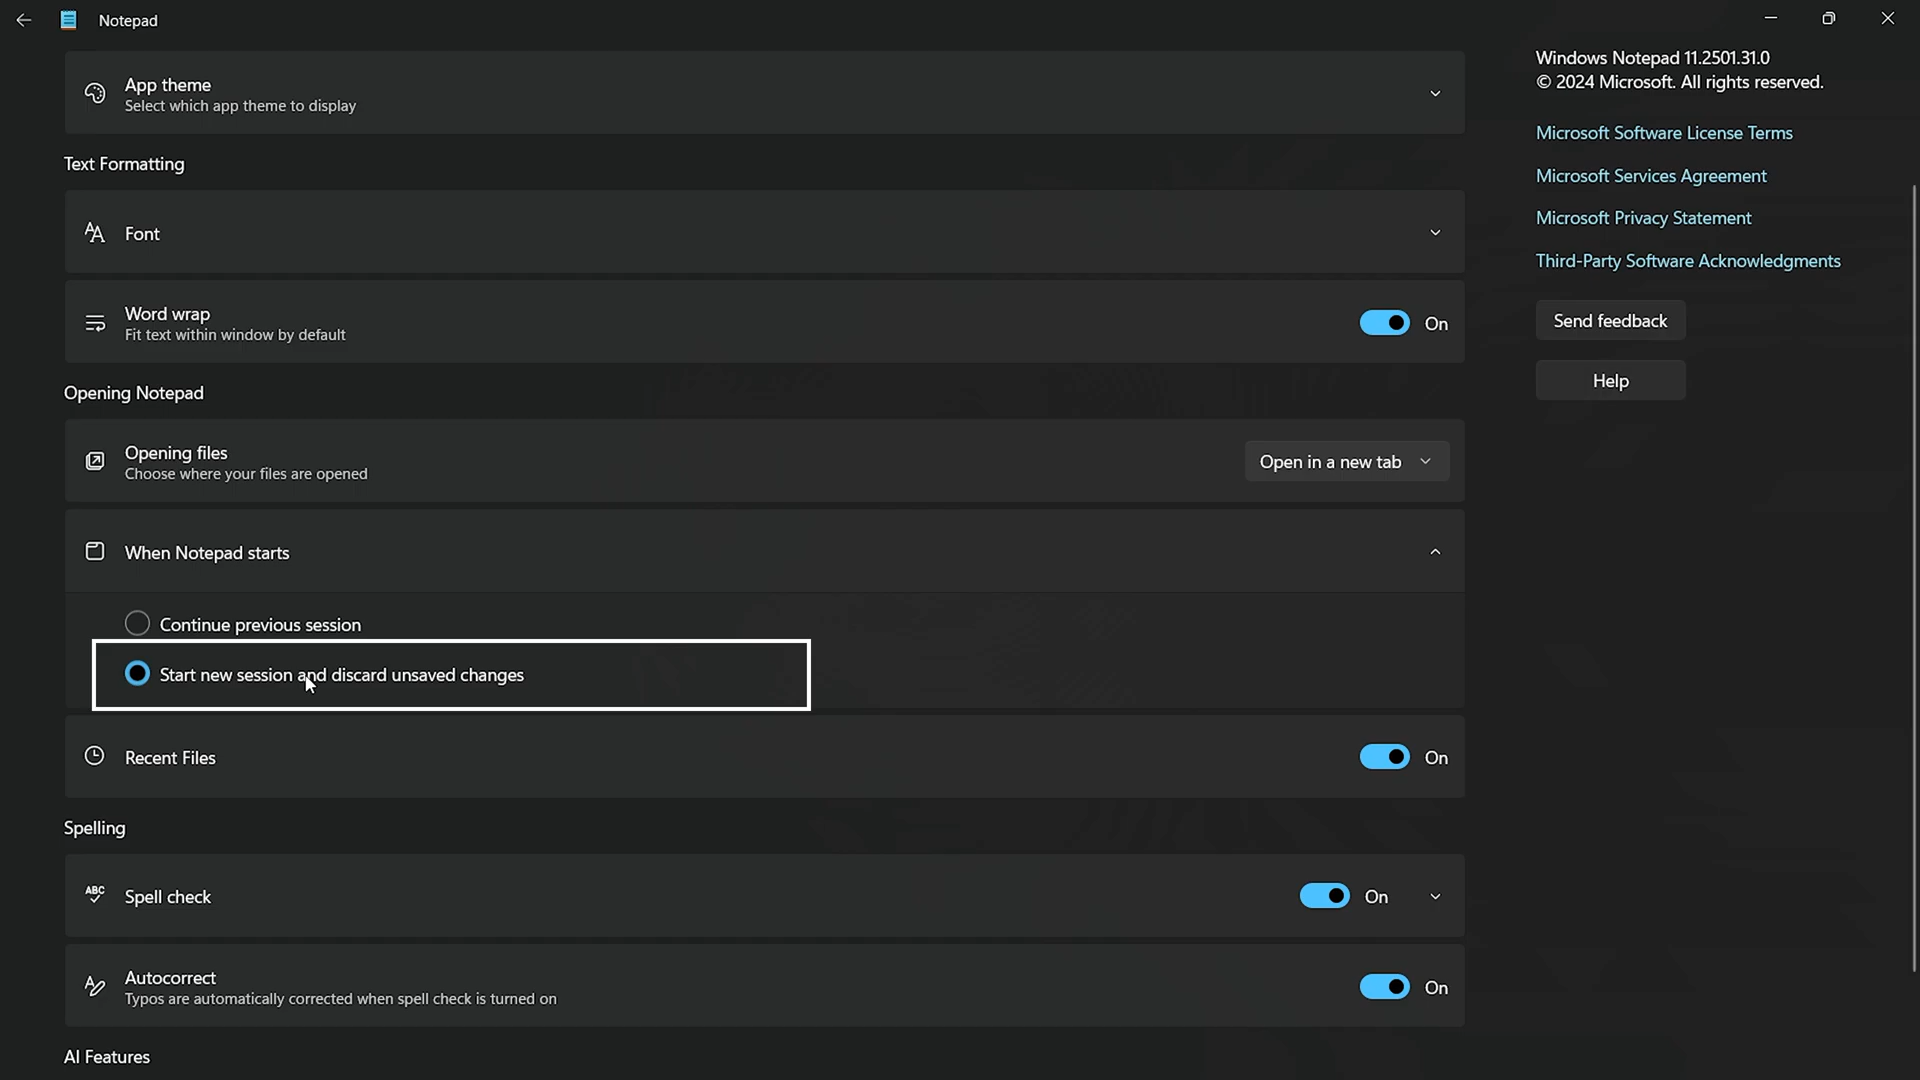 Notepad
App theme
Select which app theme to display
Text Formatting
Font
Word wrap
Fit text within window by default
On
Opening Notepad
Opening files
Choose where your files are opened
Open in a new tab
When Notepad starts
Continue previous session
Start new session and discard unsaved changes
Recent Files
On
Spelling
ABC
Spell check
On
Autocorrect
Typos are automatically corrected when spell check is turned on
On
AI Features
Windows Notepad 11.2501.31.0
© 2024 Microsoft. All rights reserved.
Microsoft Software License Terms
Microsoft Services Agreement
Microsoft Privacy Statement
Third-Party Software Acknowledgments
Send feedback
Help